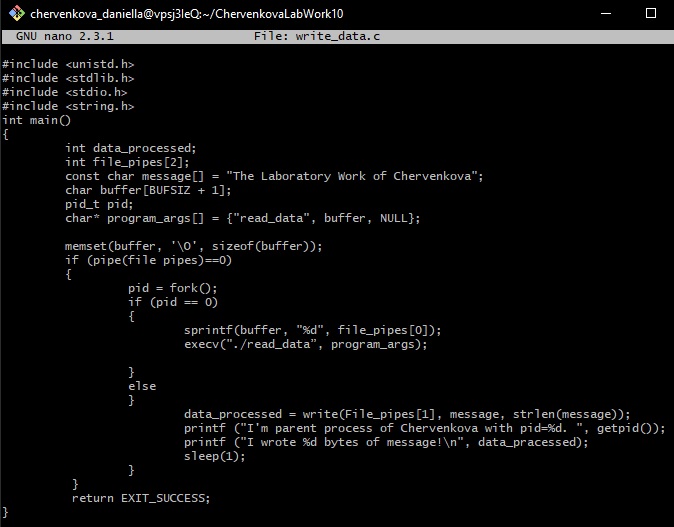 chervenkova_daniella@vpsj3leQ:~/ChervenkovaLabWork10
GNU nano 2.3.1 File: write_data.c
#include <unistd.h>
#include <stdlib.h>
#include <stdio.h>
#include <string.h>
int main()
{
int data_processed;
int file_pipes[2];
const char message[] = "The Laboratory Work of Chervenkova";
char buffer[BUFSIZ + 1];
pid_t pid;
char* program_args[] = {"read_data", buffer, NULL};
memset(buffer, '\0', sizeof(buffer));
if (pipe(file pipes)==0)
{
pid = fork();
if (pid == 0)
{
sprintf(buffer, "%d", file_pipes[0]);
execv("./read_data", program_args);
}
else
}
data_processed = write(File_pipes[1], message, strlen(message));
printf ("I'm parent process of Chervenkova with pid=%d. ", getpid());
printf ("I wrote %d bytes of message!\n", data_pracessed);
sleep(1);
}
}
return EXIT_SUCCESS;
}